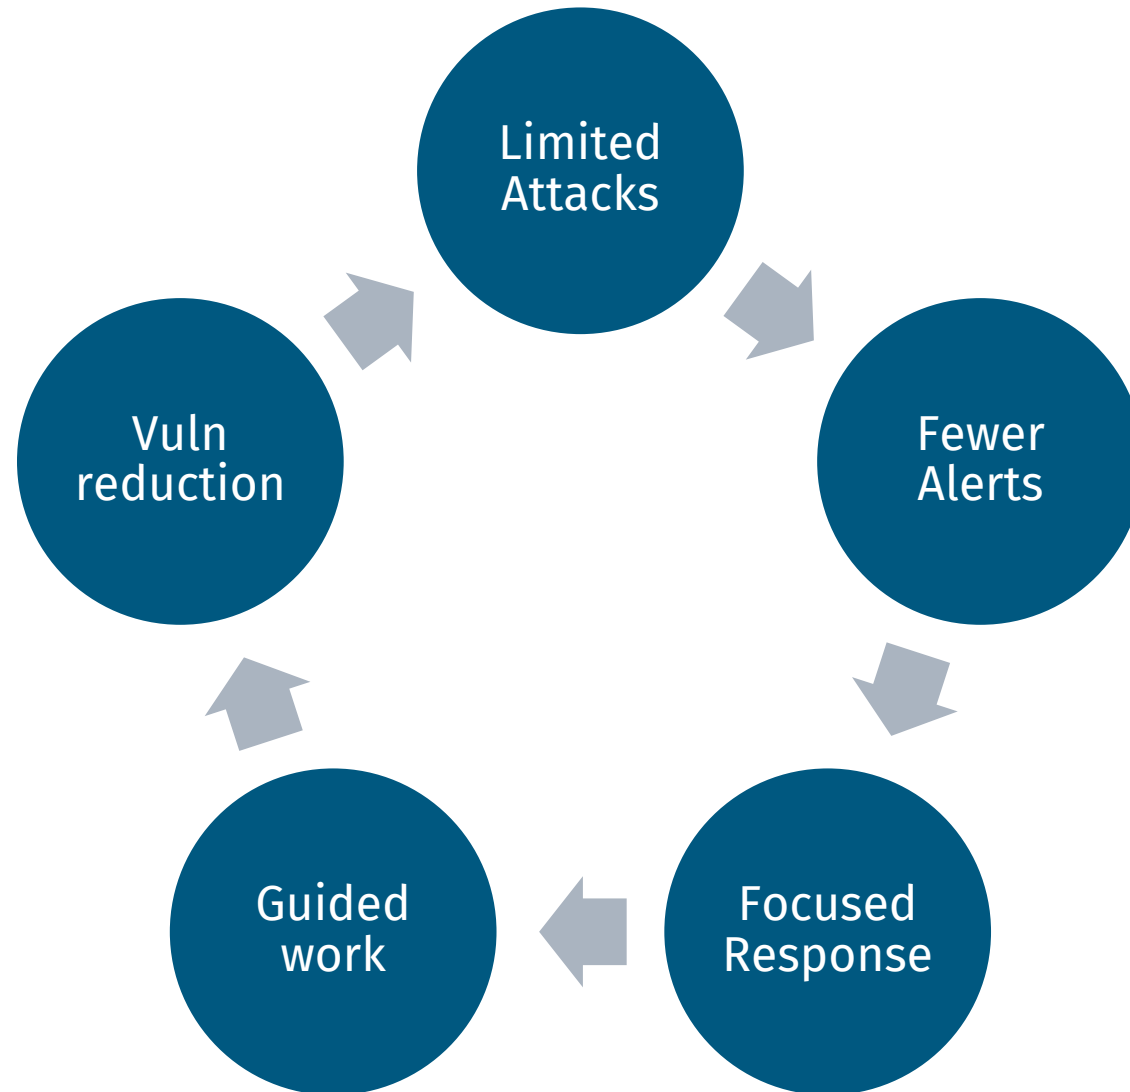 Limited
Attacks
Fewer
Alerts
Focused
Response
Guided
work
Vuln
reduction